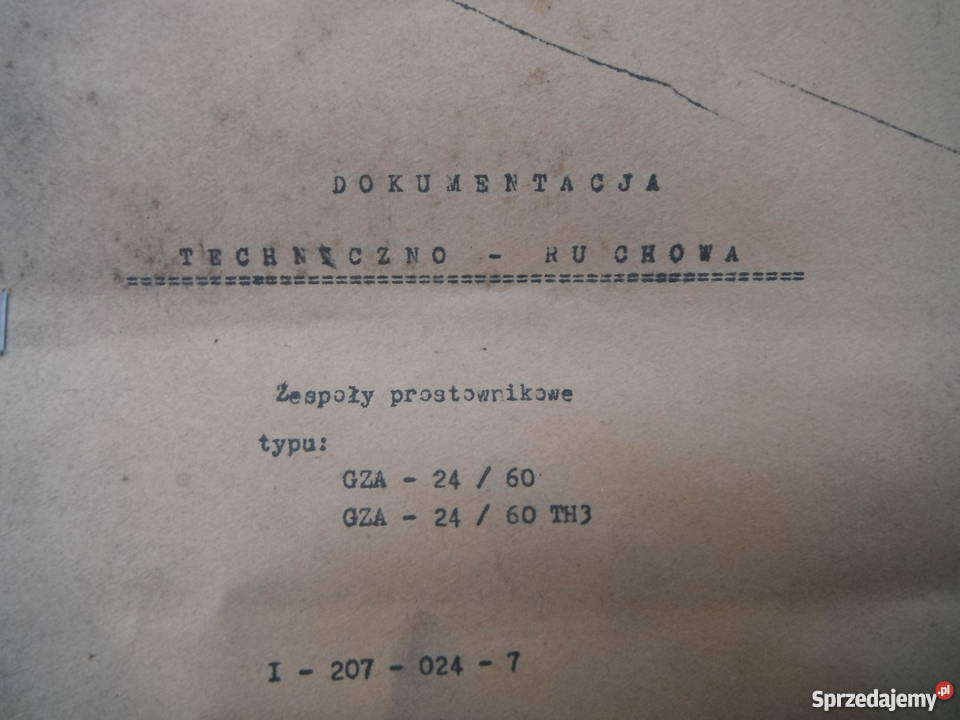 DOKUMENTACJA
TECHNICZNO - RUCHOWA
Zespoły prostownikowe
typu:
GZA - 24 / 60
GZA - 24 / 60 TH3
I - 207 - 024 - 7
Sprzedajemy.pl